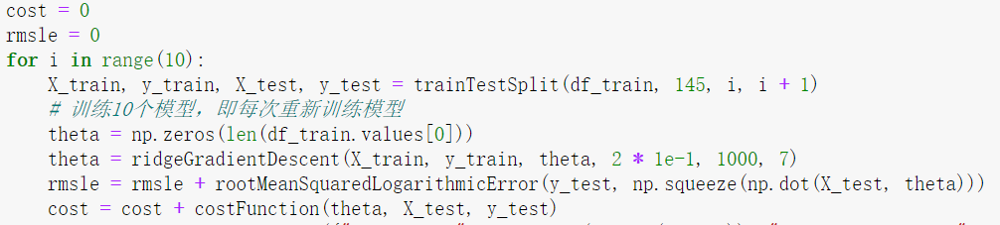 cost = 0
rmsle = 0
for i in range(10):
    X_train, y_train, X_test, y_test = trainTestSplit(df_train, 145, i, i + 1)
    # 训练10个模型，即每次重新训练模型
    theta = np.zeros(len(df_train.values[0]))
    theta = ridgeGradientDescent(X_train, y_train, theta, 2 * 1e-1, 1000, 7)
    rmsle = rmsle + rootMeanSquaredLogarithmicError(y_test, np.squeeze(np.dot(X_test, theta)))
    cost = cost + costFunction(theta, X_test, y_test)